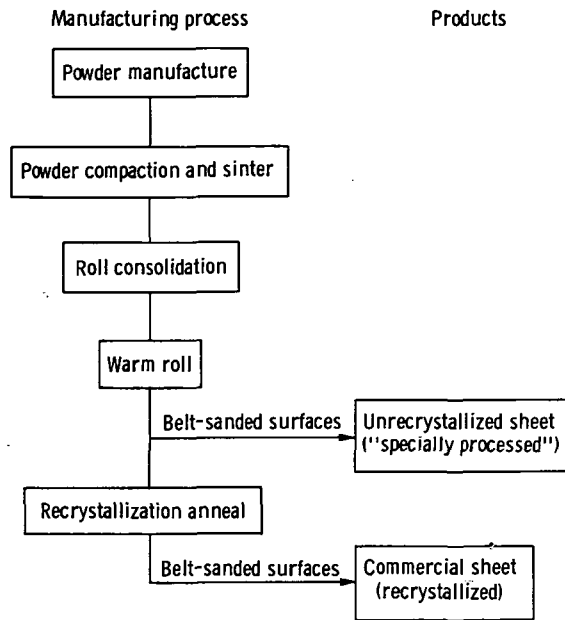 Manufacturing process Products
Powder manufacture
Powder compaction and sinter
Roll consolidation
Warm roll
Belt-sanded surfaces
Unrecrystallized sheet
("specially processed")
Recrystallization anneal
Belt-sanded surfaces
Commercial sheet
(recrystallized)